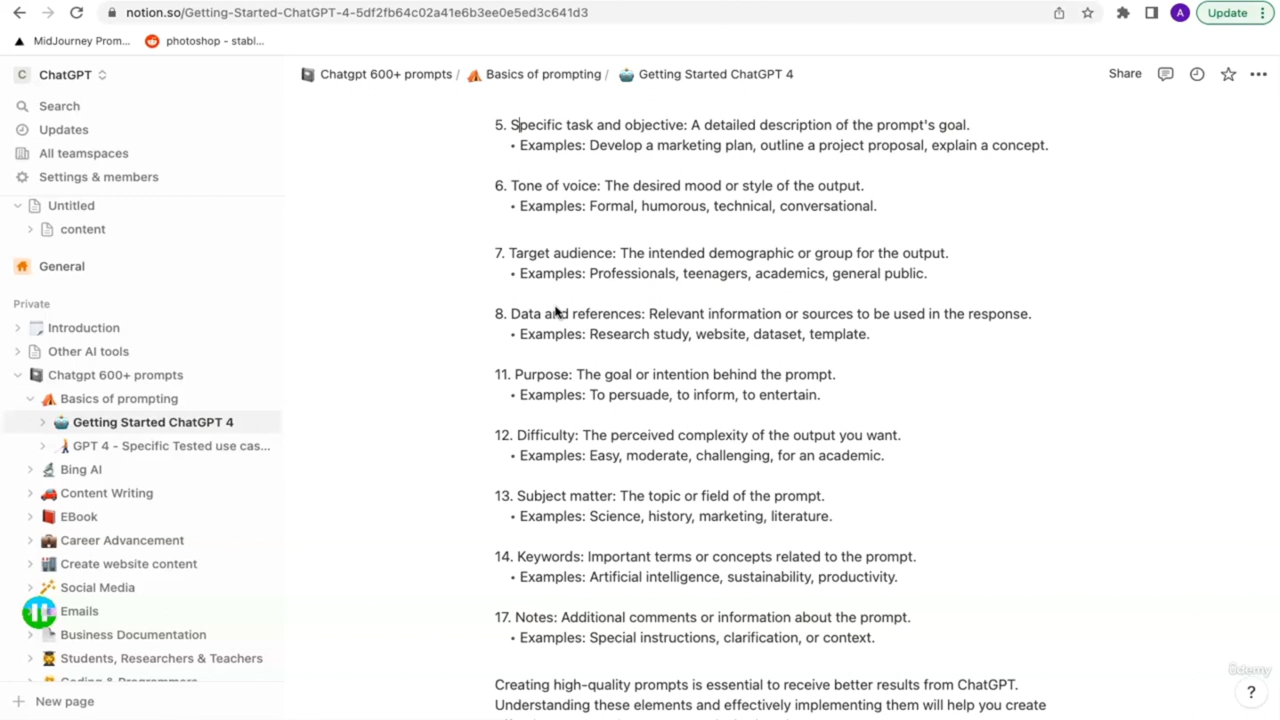 notion.so/Getting-Started-ChatGPT-4-5df2fb64c02a41e6b3ee0e5ed3c641d3
A
Update
MidJourney Prom...
photoshop - stabl...
C ChatGPT
Chatgpt 600+ prompts / Basics of prompting / Getting Started ChatGPT 4
Share
Search
Updates
All teamspaces
Settings & members
Untitled
content
General
Private
Introduction
Other AI tools
Chatgpt 600+ prompts
Basics of prompting
Getting Started ChatGPT 4
GPT 4 - Specific Tested use cas...
Bing AI
Content Writing
EBook
Career Advancement
Create website content
Social Media
Emails
Business Documentation
Students, Researchers & Teachers
Coding & Programmers
New page
5. Specific task and objective: A detailed description of the prompt's goal.
• Examples: Develop a marketing plan, outline a project proposal, explain a concept.
6. Tone of voice: The desired mood or style of the output.
• Examples: Formal, humorous, technical, conversational.
7. Target audience: The intended demographic or group for the output.
• Examples: Professionals, teenagers, academics, general public.
8. Data and references: Relevant information or sources to be used in the response.
• Examples: Research study, website, dataset, template.
11. Purpose: The goal or intention behind the prompt.
• Examples: To persuade, to inform, to entertain.
12. Difficulty: The perceived complexity of the output you want.
• Examples: Easy, moderate, challenging, for an academic.
13. Subject matter: The topic or field of the prompt.
• Examples: Science, history, marketing, literature.
14. Keywords: Important terms or concepts related to the prompt.
• Examples: Artificial intelligence, sustainability, productivity.
17. Notes: Additional comments or information about the prompt.
• Examples: Special instructions, clarification, or context.
Creating high-quality prompts is essential to receive better results from ChatGPT.
Understanding these elements and effectively implementing them will help you create
ûdemy
?